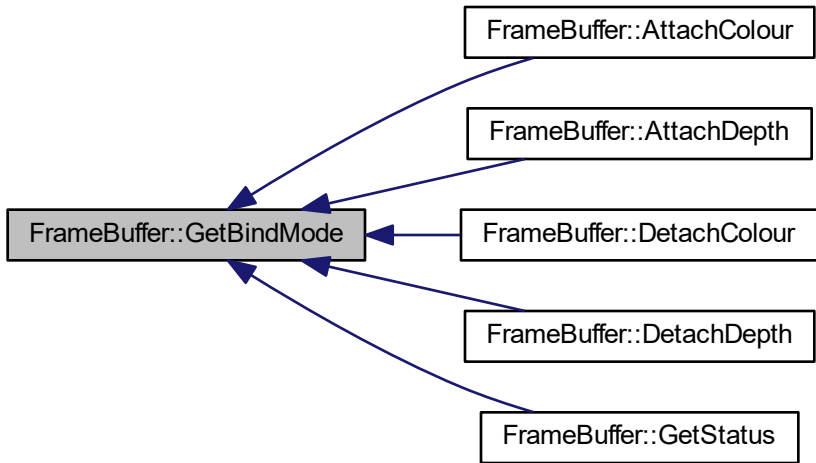 FrameBuffer::AttachColour
FrameBuffer::AttachDepth
FrameBuffer::GetBindMode
FrameBuffer::DetachColour
FrameBuffer::DetachDepth
FrameBuffer::GetStatus